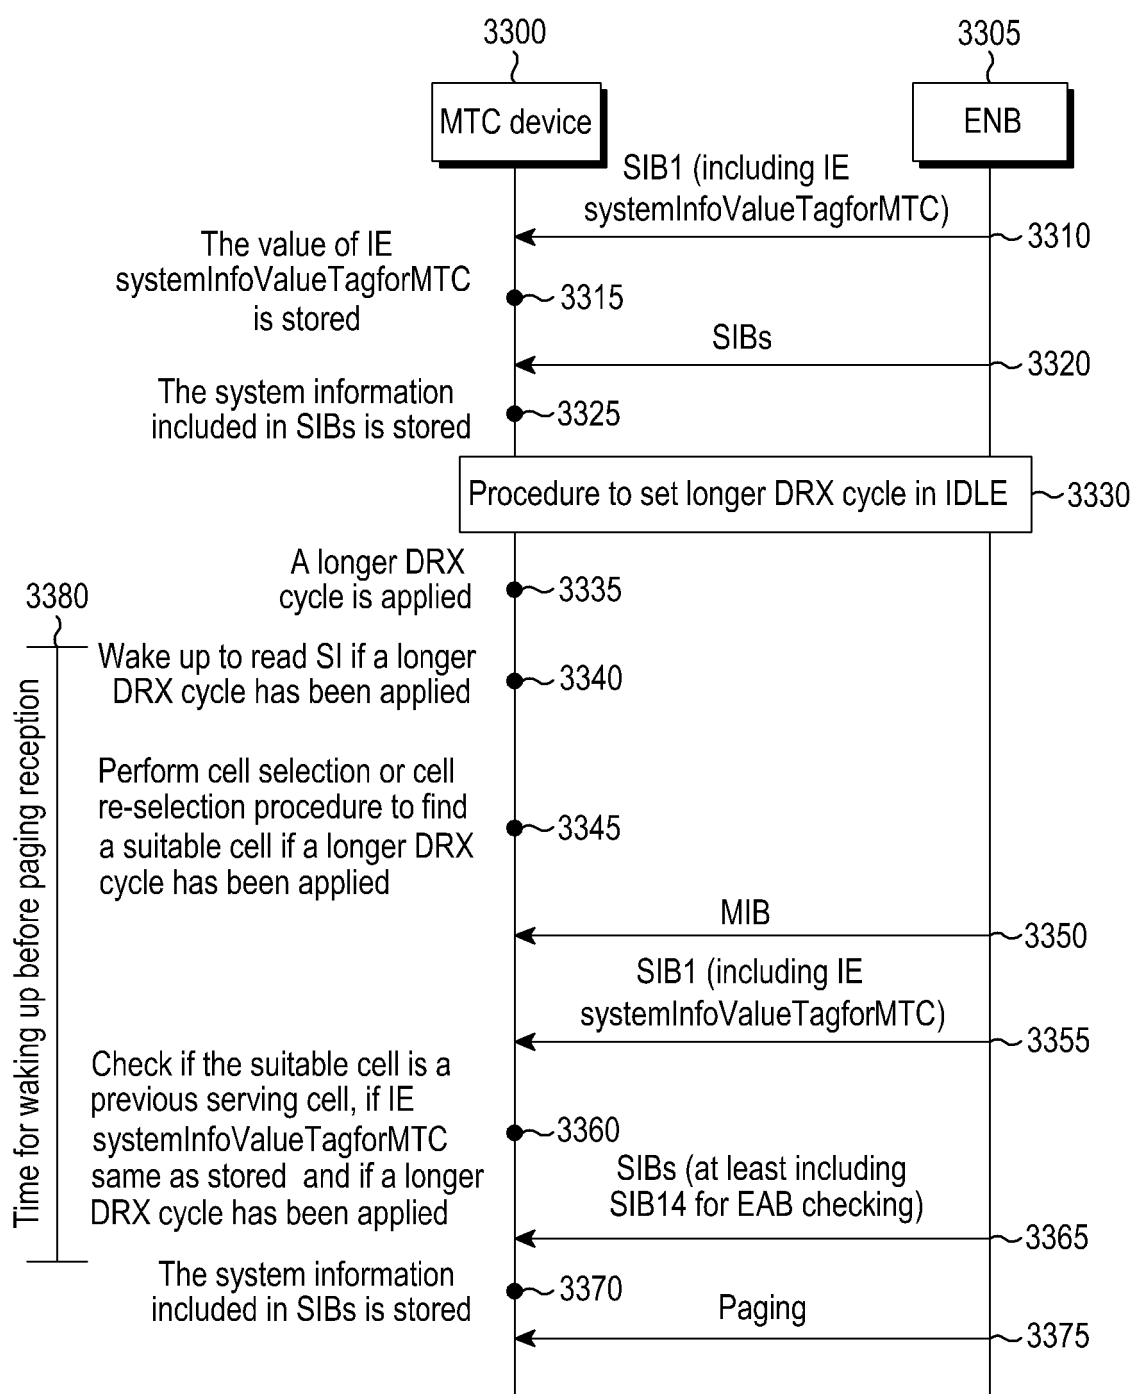 3300
3305
MTC device
ENB
SIB1 (including IE
systemInfoValueTagforMTC)
3310
The value of IE
systemInfoValueTagforMTC
is stored
3315
SIBs
3320
The system information
included in SIBs is stored
3325
Procedure to set longer DRX cycle in IDLE
3330
A longer DRX
cycle is applied
3335
3380
Time for waking up before paging reception
Wake up to read SI if a longer
DRX cycle has been applied
3340
Perform cell selection or cell
re-selection procedure to find
a suitable cell if a longer DRX
cycle has been applied
3345
MIB
3350
SIB1 (including IE
systemInfoValueTagforMTC)
3355
Check if the suitable cell is a
previous serving cell, if IE
systemInfoValueTagforMTC
same as stored and if a longer
DRX cycle has been applied
3360
SIBs (at least including
SIB14 for EAB checking)
3365
The system information
included in SIBs is stored
3370
Paging
3375